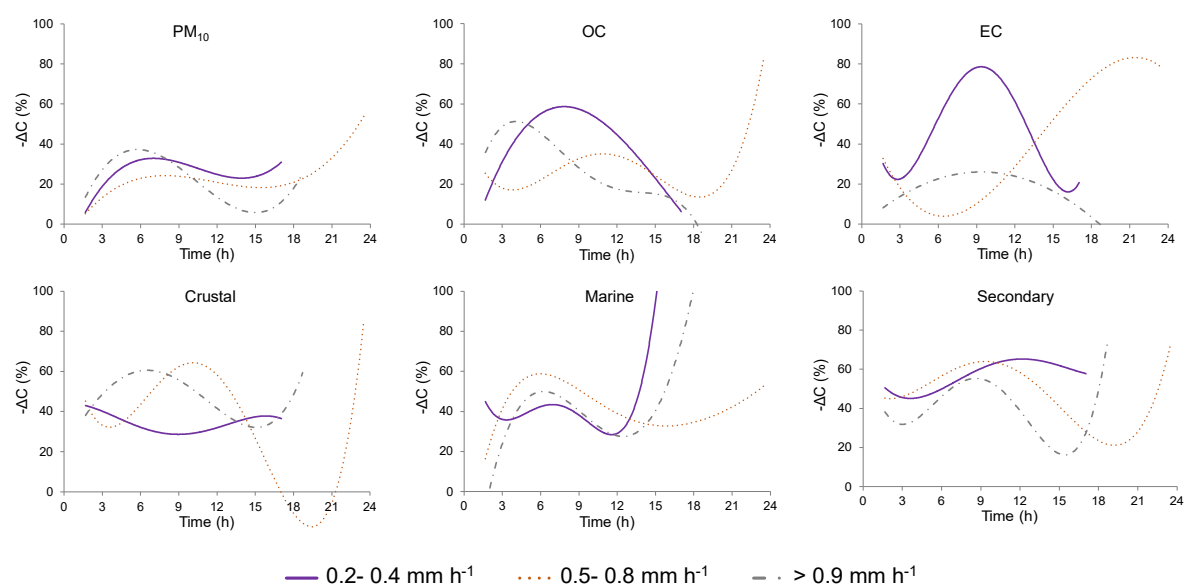 PM₁₀
-ΔC (%)
100
80
60
40
20
0
0 3 6 9 12 15 18 21 24
Time (h)
OC
-ΔC (%)
100
80
60
40
20
0
0 3 6 9 12 15 18 21 24
Time (h)
EC
-ΔC (%)
100
80
60
40
20
0
0 3 6 9 12 15 18 21 24
Time (h)
Crustal
-ΔC (%)
100
80
60
40
20
0
0 3 6 9 12 15 18 21 24
Time (h)
Marine
-ΔC (%)
100
80
60
40
20
0
0 3 6 9 12 15 18 21 24
Time (h)
Secondary
-ΔC (%)
100
80
60
40
20
0
0 3 6 9 12 15 18 21 24
Time (h)
0.2- 0.4 mm h⁻¹ 0.5- 0.8 mm h⁻¹ > 0.9 mm h⁻¹